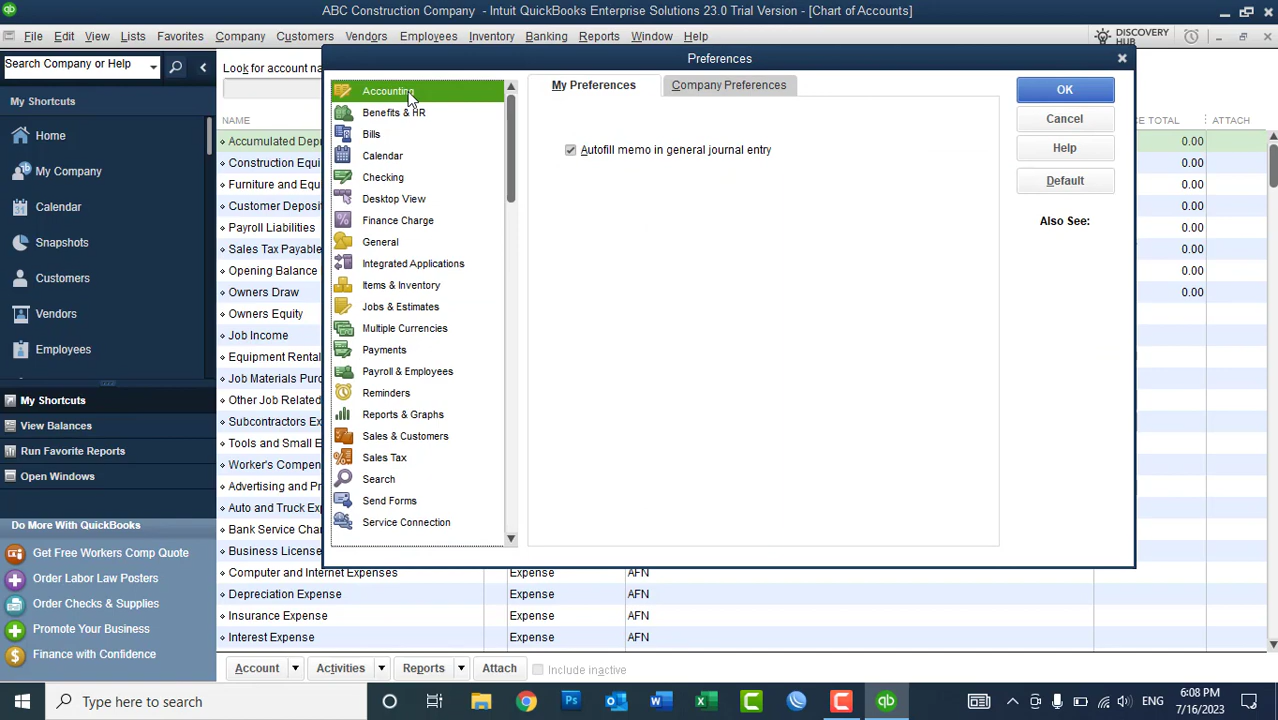 ABC Construction Company - Intuit QuickBooks Enterprise Solutions 23.0 Trial Version - [Chart of Accounts]
File Edit View Lists Favorites Company Customers Vendors Employees Inventory Banking Reports Window Help
DISCOVERY
HUB
Search Company or Help
Look for account na
My Shortcuts
Home
My Company
Calendar
Snapshots
Customers
Vendors
Employees
My Shortcuts
View Balances
Run Favorite Reports
Open Windows
Do More With QuickBooks
Get Free Workers Comp Quote
Order Labor Law Posters
Order Checks & Supplies
Promote Your Business
Finance with Confidence
NAME
CE TOTAL ATTACH
Accumulated Depr
0.00
Construction Equi
0.00
Furniture and Equ
0.00
Customer Deposit
0.00
Payroll Liabilities
0.00
Sales Tax Payable
0.00
Opening Balance
0.00
Owners Draw
0.00
Owners Equity
Job Income
Equipment Rental
Job Materials Purc
Other Job Related
Subcontractors Ex
Tools and Small E
Worker's Compen
Advertising and Pr
Auto and Truck Exp
Bank Service Char
Business License
Computer and Internet Expenses Expense AFN
Depreciation Expense Expense AFN
Insurance Expense Expense AFN
Interest Expense Expense AFN
Account Activities Reports Attach Include inactive
Preferences
Accounting
Benefits & HR
Bills
Calendar
Checking
Desktop View
Finance Charge
General
Integrated Applications
Items & Inventory
Jobs & Estimates
Multiple Currencies
Payments
Payroll & Employees
Reminders
Reports & Graphs
Sales & Customers
Sales Tax
Search
Send Forms
Service Connection
My Preferences Company Preferences
Autofill memo in general journal entry
OK
Cancel
Help
Default
Also See:
Type here to search
ENG
6:08 PM
7/16/2023